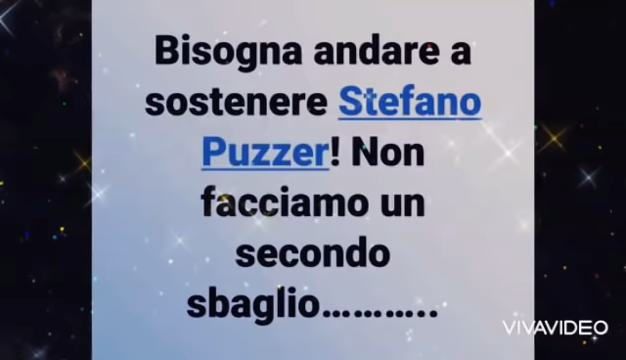 Bisogna andare a
sostenere Stefano
Puzzer! Non
facciamo un
secondo
sbaglio………..
VIVAVIDEO